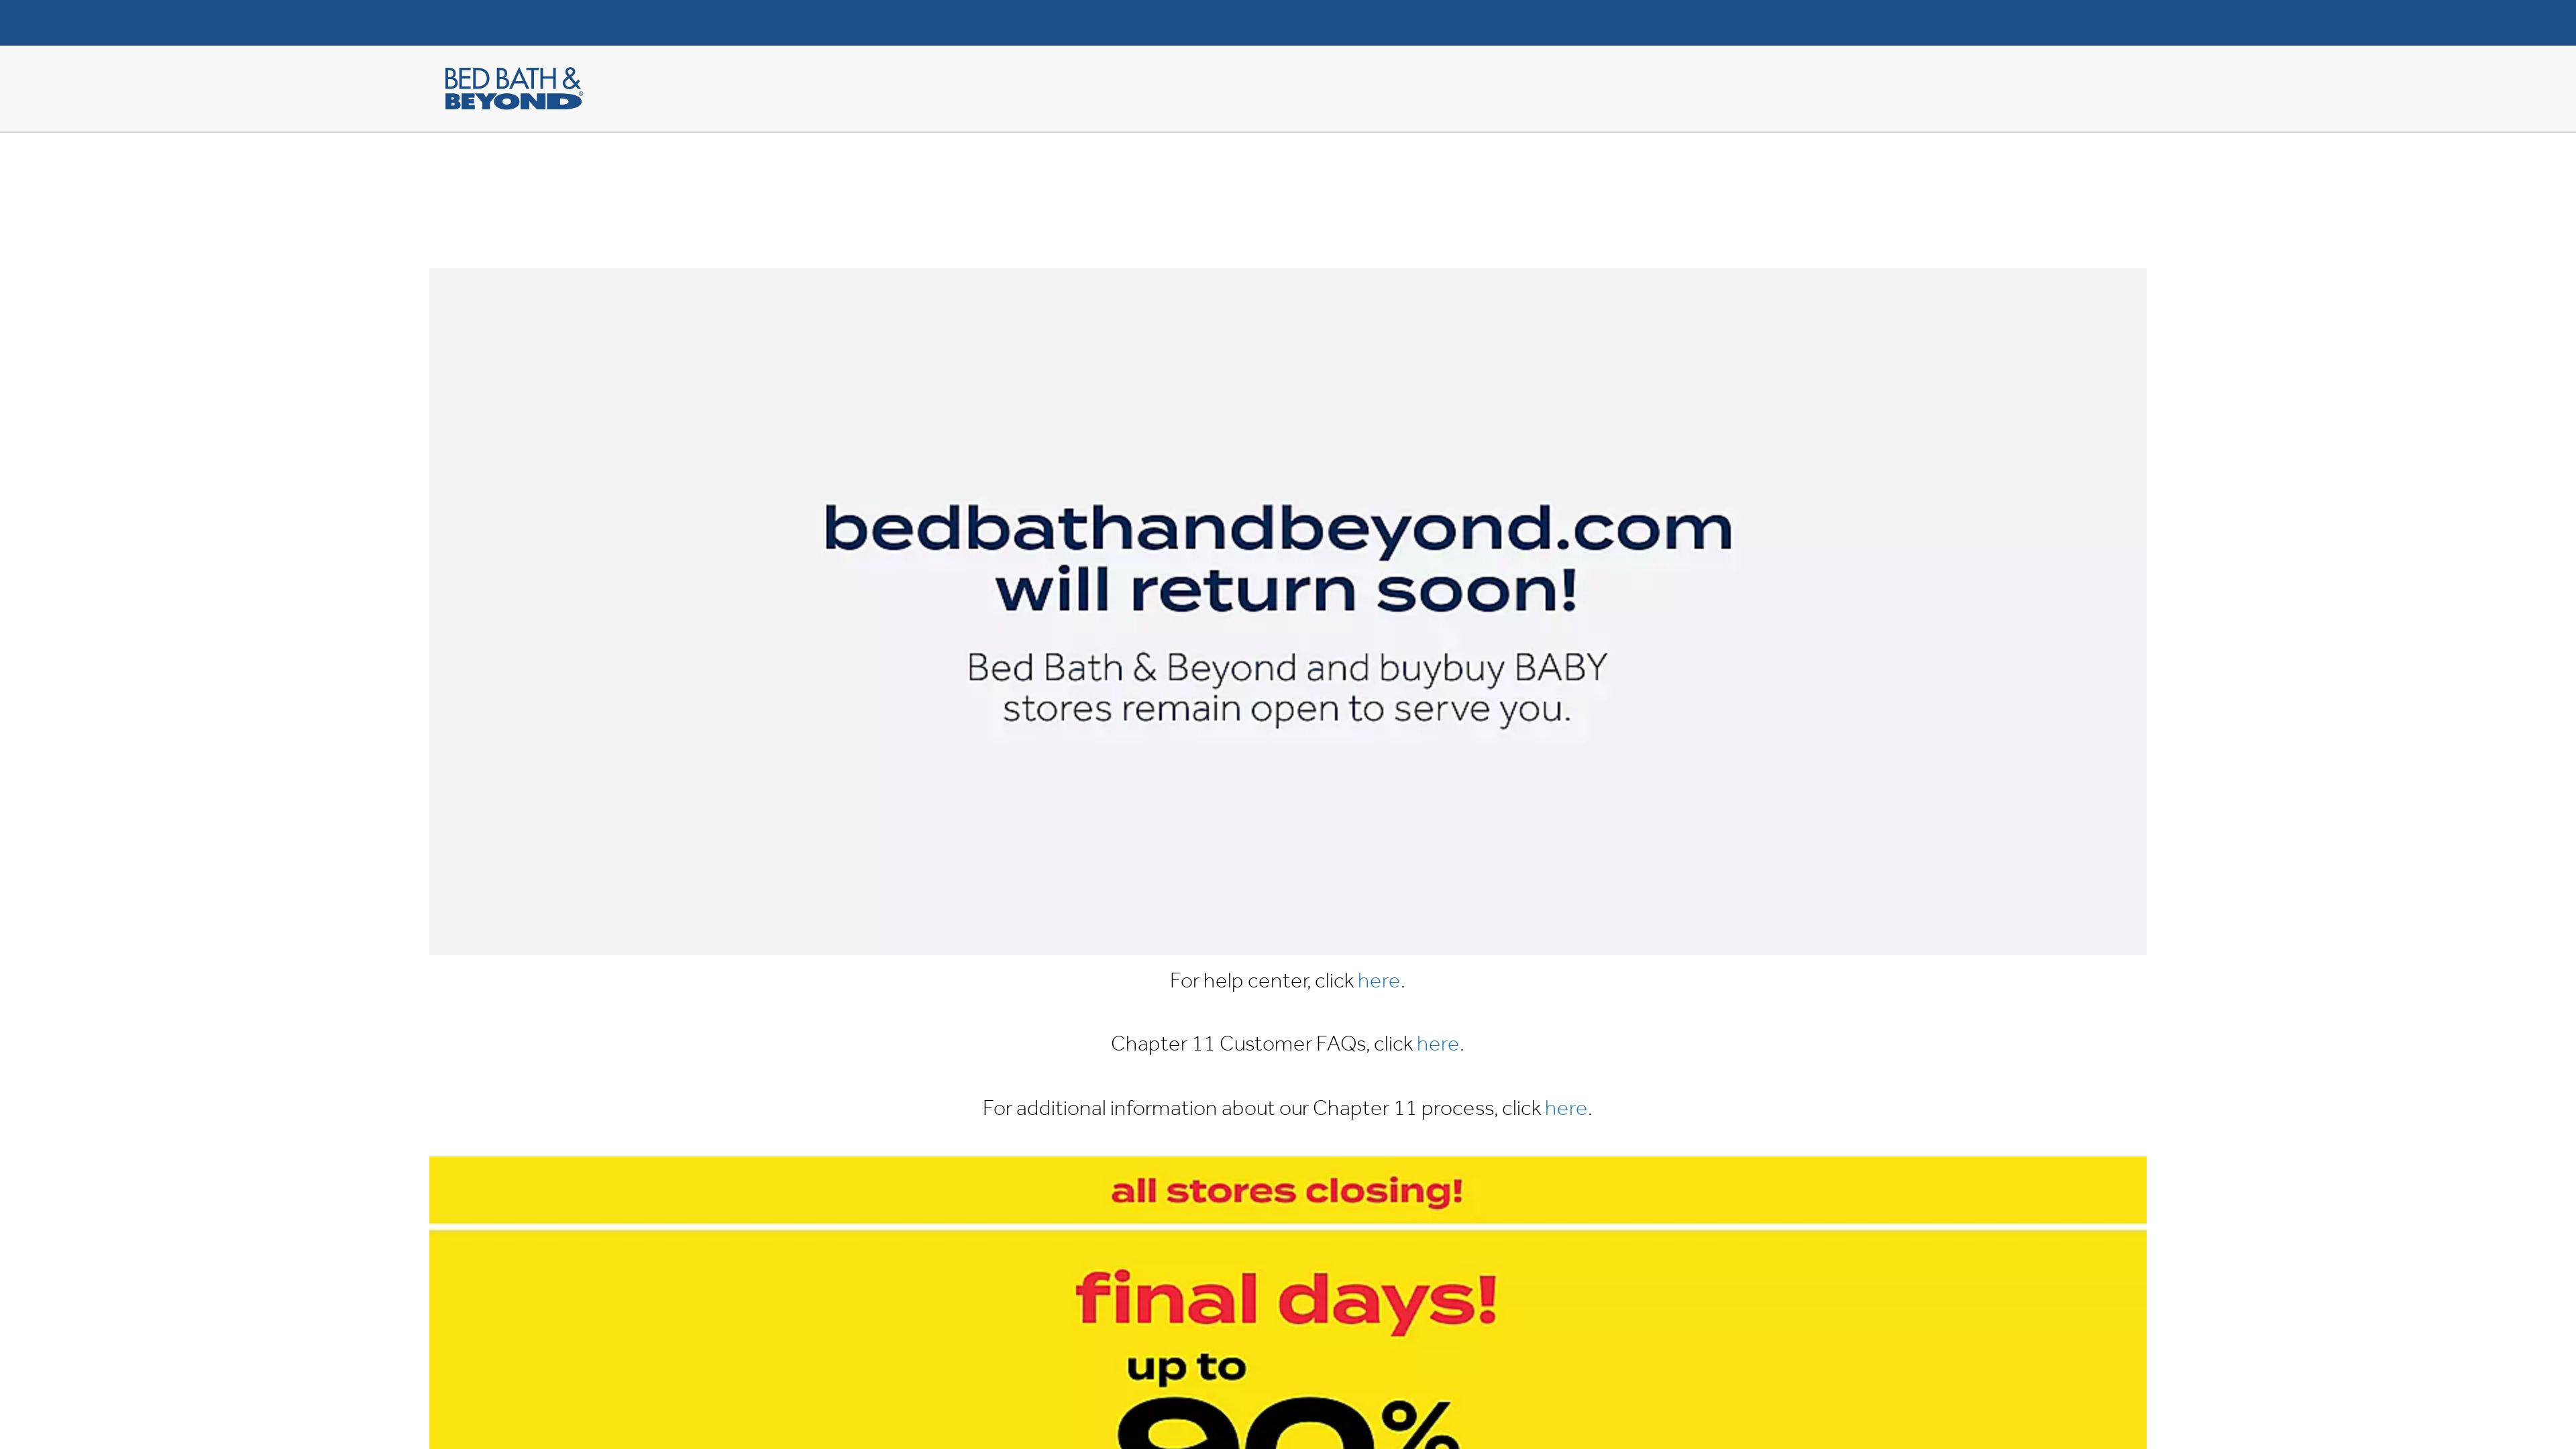 BED BATH &
BEYOND®
bedbathandbeyond.com
will return soon!
Bed Bath & Beyond and buybuy BABY
stores remain open to serve you.
For help center, click here.
Chapter 11 Customer FAQs, click here.
For additional information about our Chapter 11 process, click here.
all stores closing!
final days!
up to
90%